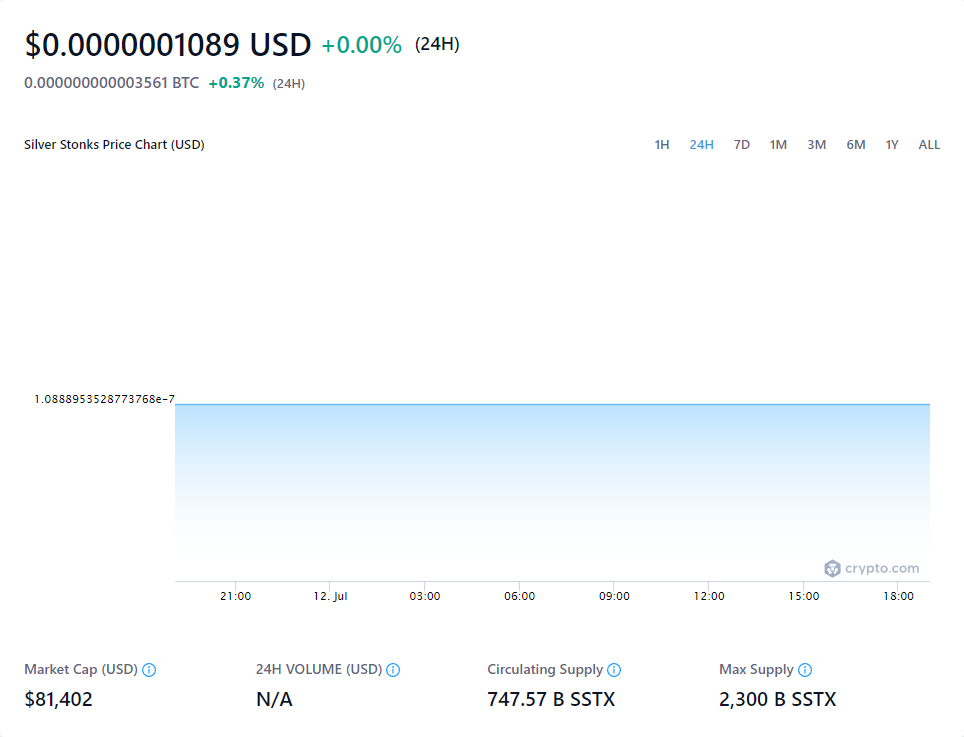 $0.0000001089 USD +0.00% (24H)
0.000000000003561 BTC +0.37% (24H)
Silver Stonks Price Chart (USD) 1H 24H 7D 1M 3M 6M 1Y ALL
1.0888953528773768e-7
crypto.com
21:00 12. Jul 03:00 06:00 09:00 12:00 15:00 18:00
Market Cap (USD) 24H VOLUME (USD) Circulating Supply Max Supply
$81,402 N/A 747.57 B SSTX 2,300 B SSTX